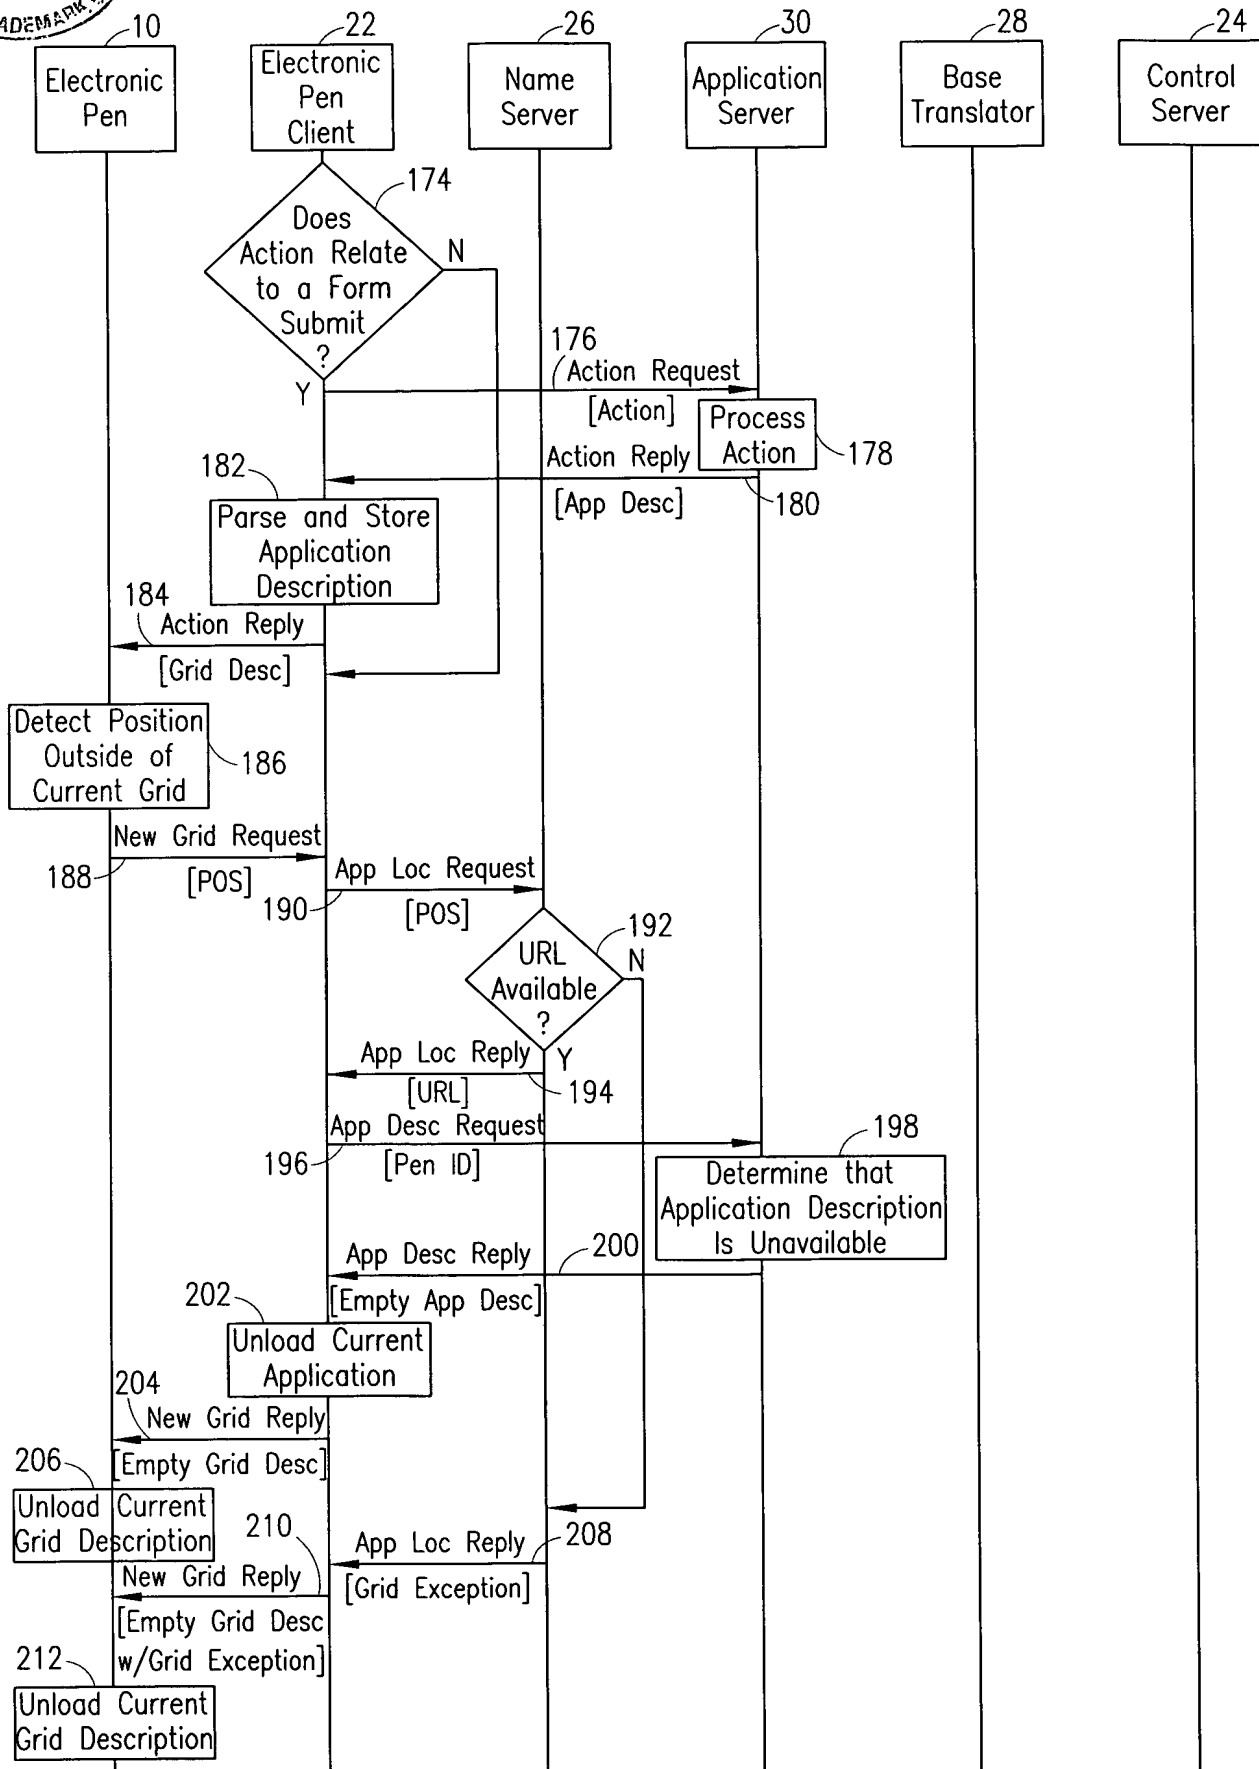 ADEMARK
10
22
26
30
28
24
Electronic
Pen
Electronic
Pen
Client
Name
Server
Application
Server
Base
Translator
Control
Server
174
Does
Action Relate
to a Form
Submit
?
N
Y
176
Action Request
[Action]
Process
Action
178
Action Reply
[App Desc]
180
182
Parse and Store
Application
Description
184
Action Reply
[Grid Desc]
Detect Position
Outside of
Current Grid
186
New Grid Request
188
[POS]
App Loc Request
190
[POS]
192
URL
Available
?
N
Y
App Loc Reply
[URL]
194
App Desc Request
196
[Pen ID]
198
Determine that
Application Description
Is Unavailable
App Desc Reply
200
[Empty App Desc]
202
Unload Current
Application
204
New Grid Reply
[Empty Grid Desc]
206
Unload Current
Grid Description
App Loc Reply
208
[Grid Exception]
210
New Grid Reply
[Empty Grid Desc
w/Grid Exception]
212
Unload Current
Grid Description